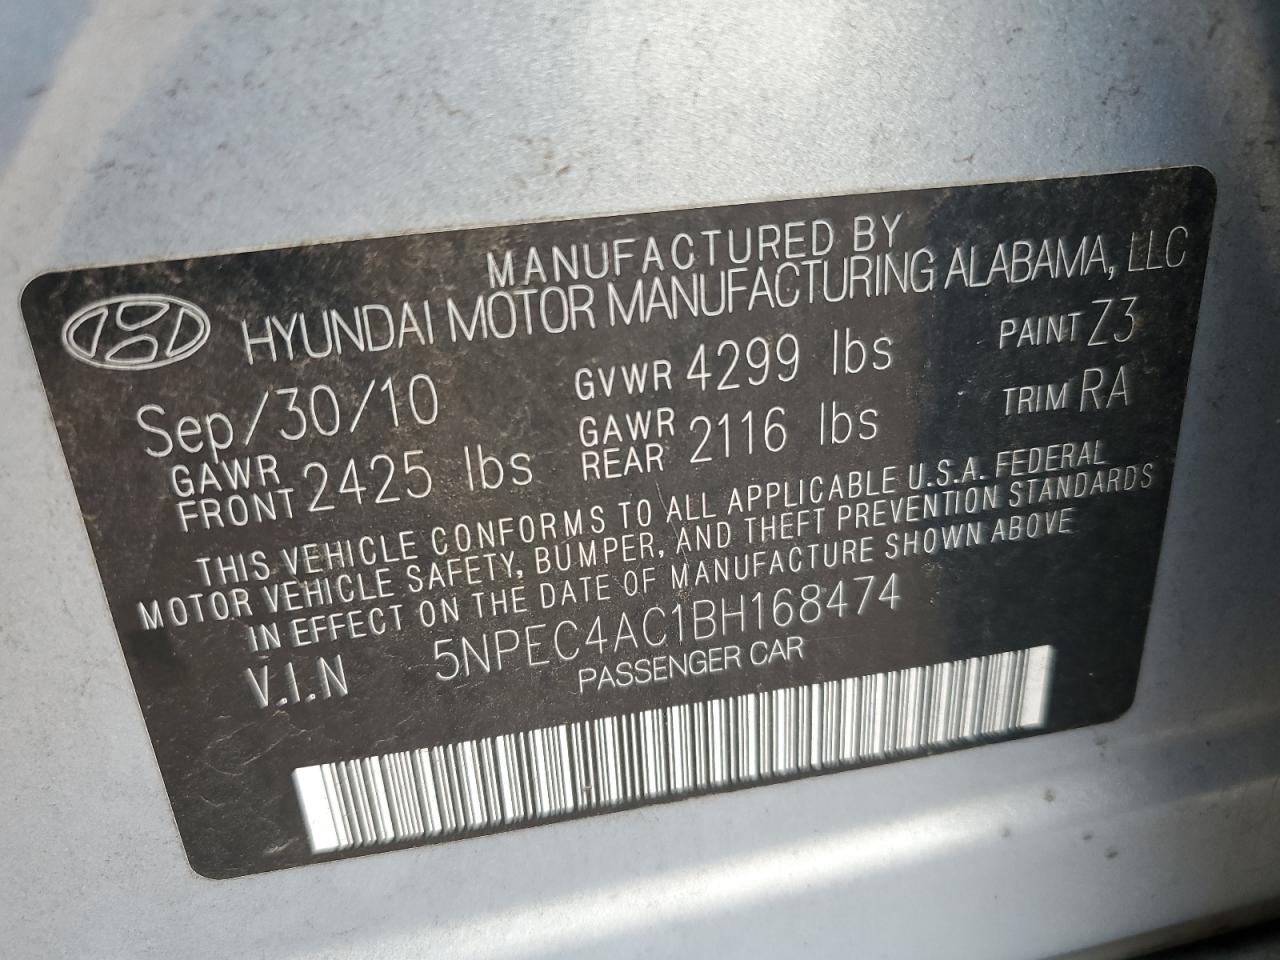 MANUFACTURED BY
HYUNDAI MOTOR MANUFACTURING ALABAMA, LLC
Sep/30/10 GVWR 4299 lbs PAINT Z3
GAWR FRONT 2425 lbs GAWR REAR 2116 lbs TRIM RA
THIS VEHICLE CONFORMS TO ALL APPLICABLE U.S.A. FEDERAL
MOTOR VEHICLE SAFETY, BUMPER, AND THEFT PREVENTION STANDARDS
IN EFFECT ON THE DATE OF MANUFACTURE SHOWN ABOVE
V.I.N 5NPEC4AC1BH168474
PASSENGER CAR